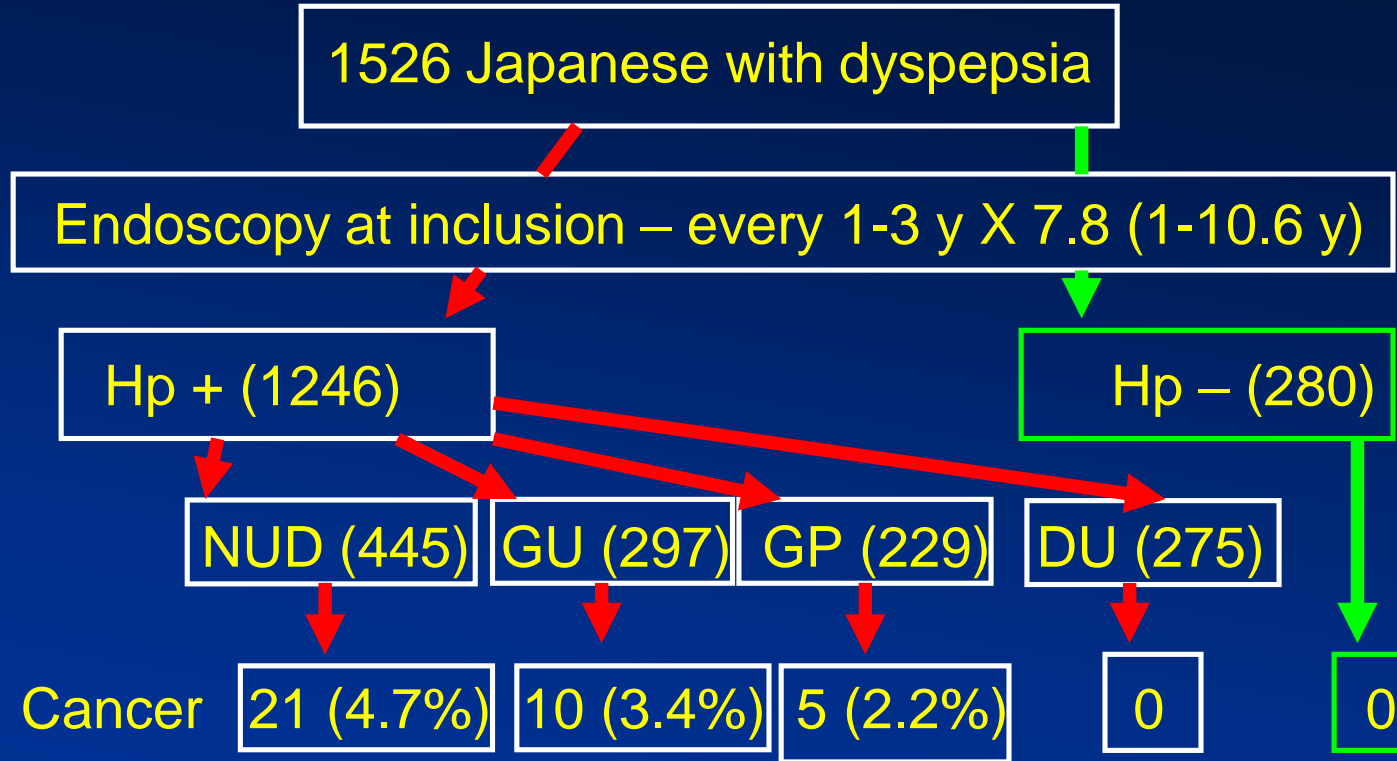 1526 Japanese with dyspepsia
Endoscopy at inclusion – every 1-3 y X 7.8 (1-10.6 y)
Hp + (1246)
Hp – (280)
NUD (445)
GU (297)
GP (229)
DU (275)
Cancer
21 (4.7%)
10 (3.4%)
5 (2.2%)
0
0